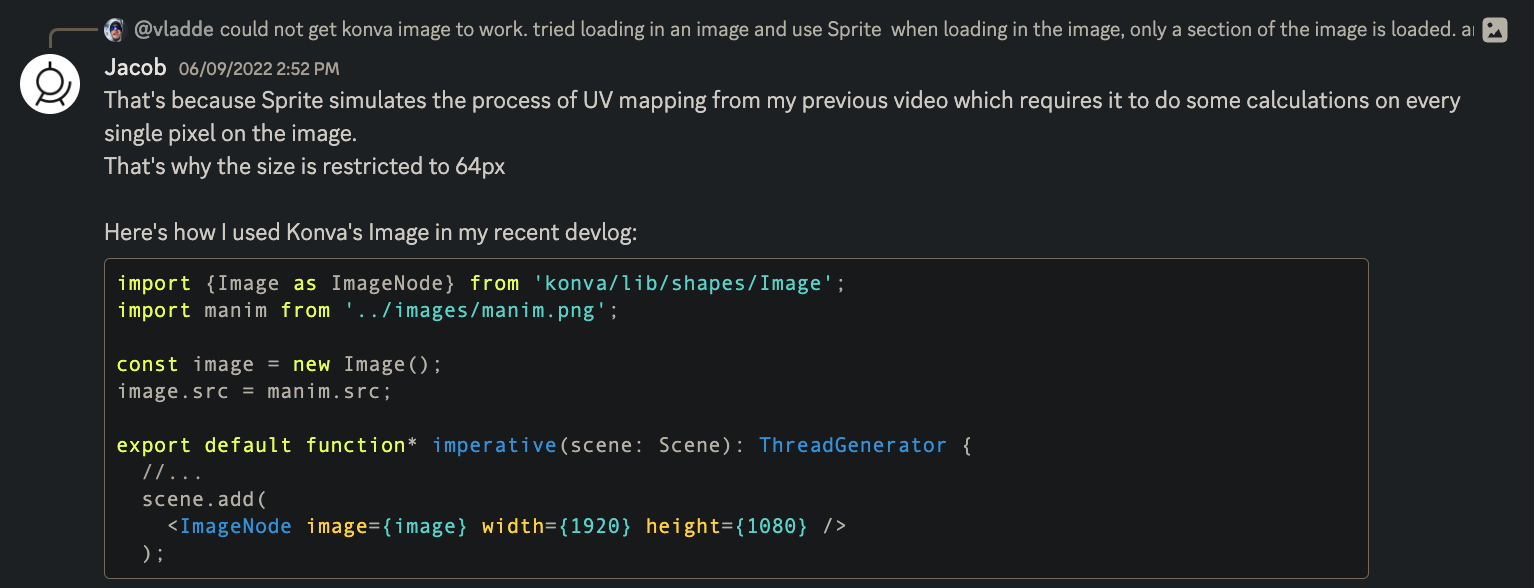 @vladde could not get konva image to work. tried loading in an image and use Sprite  when loading in the image, only a section of the image is loaded.
Jacob 06/09/2022 2:52 PM
That's because Sprite simulates the process of UV mapping from my previous video which requires it to do some calculations on every
single pixel on the image.
That's why the size is restricted to 64px
Here's how I used Konva's Image in my recent devlog:
import {Image as ImageNode} from 'konva/lib/shapes/Image';
import manim from '../images/manim.png';
const image = new Image();
image.src = manim.src;
export default function* imperative(scene: Scene): ThreadGenerator {
  //...
  scene.add(
    <ImageNode image={image} width={1920} height={1080} />
  );